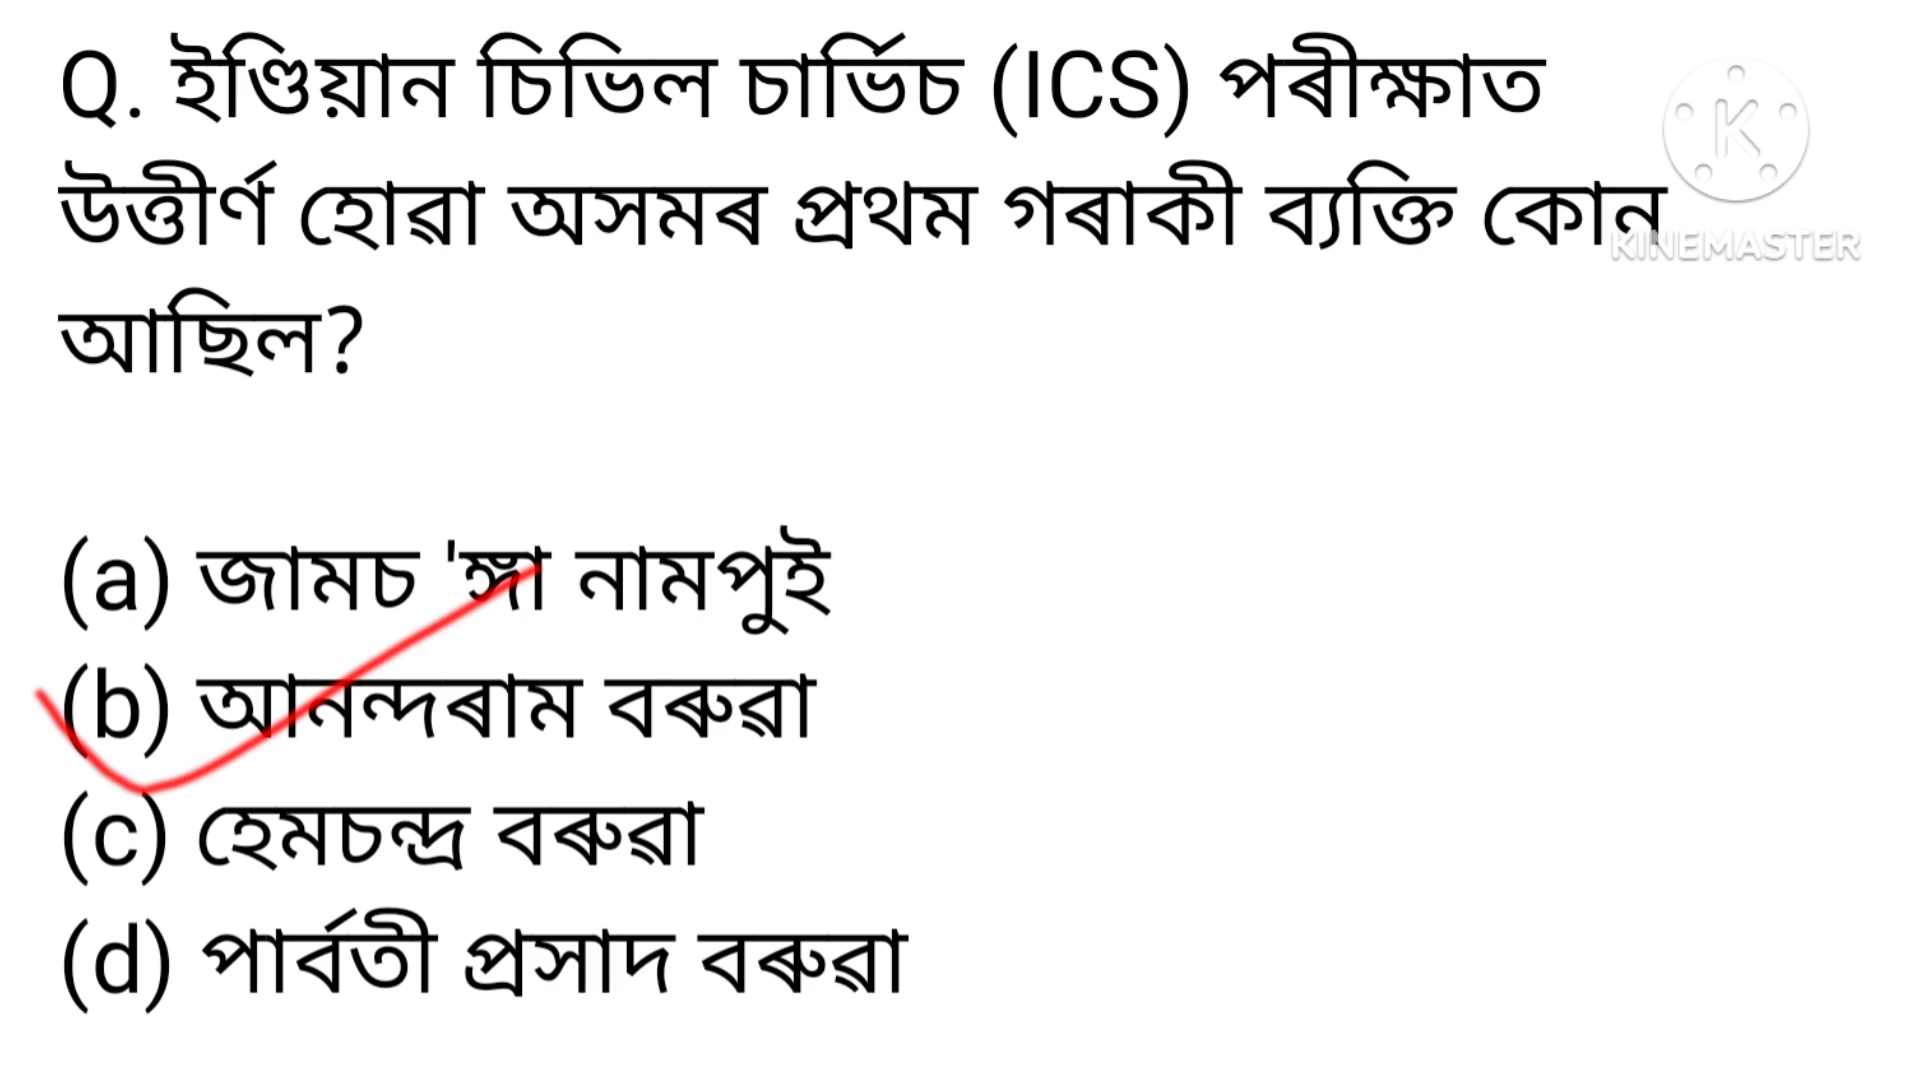 Q. ইণ্ডিয়ান চিভিল চাৰ্ভিচ (ICS) পৰীক্ষাত
উত্তীৰ্ণ হোৱা অসমৰ প্ৰথম গৰাকী ব্যক্তি কোন
আছিল?
K
KINEMASTER
(a) জামচ 'ঙ্গা নামপুই
(b) আনন্দৰাম বৰুৱা
(c) হেমচন্দ্ৰ বৰুৱা
(d) পাৰ্বতী প্ৰসাদ বৰুৱা